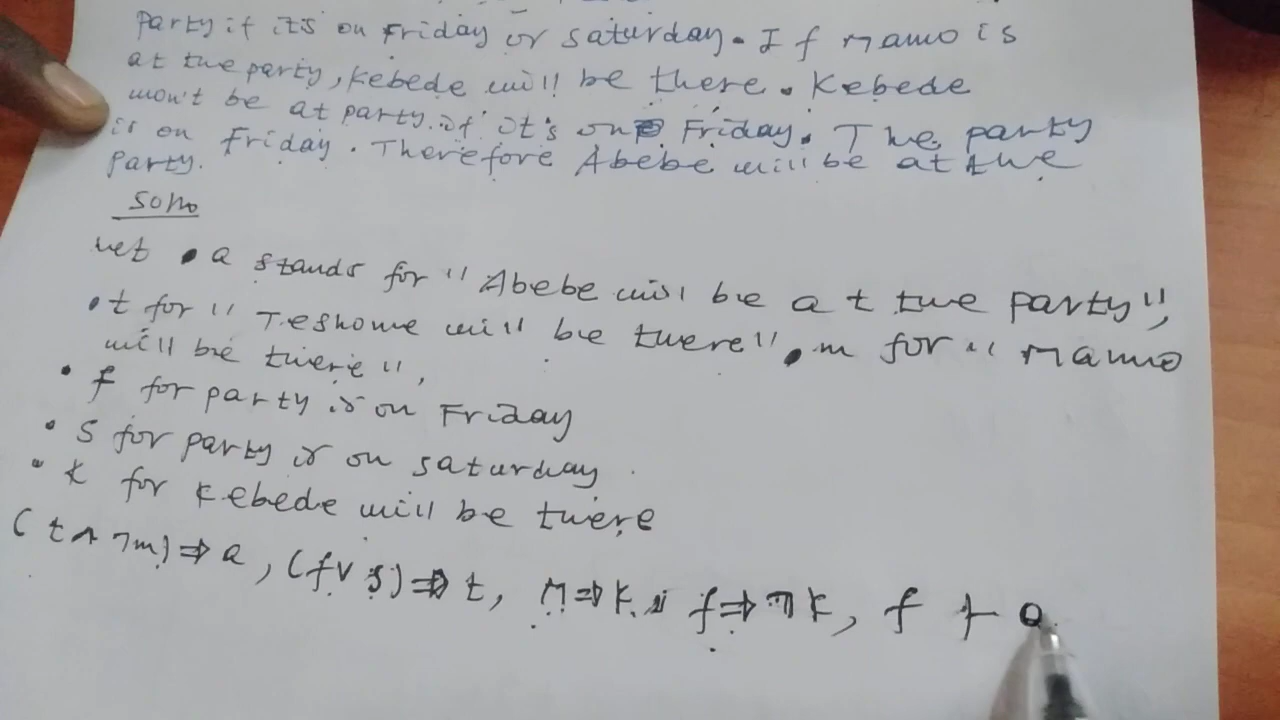 party if it's on Friday or saturday. If Mamo is
at the party, Kebede will be there. Kebede
won't be at party. if it's on Friday. The party
is on Friday. Therefore Abebe will be at the
party.
soln
Let • a stands for "Abebe will be at the party",
• t for "Teshome will be there" • m for "Mamo
will be there",
• f for party is on Friday
• s for party is on saturday
• k for Kebede will be there
(t∧¬m)⇒a, (f∨s)⇒t, M⇒k, f⇒¬k, f ⊢ a